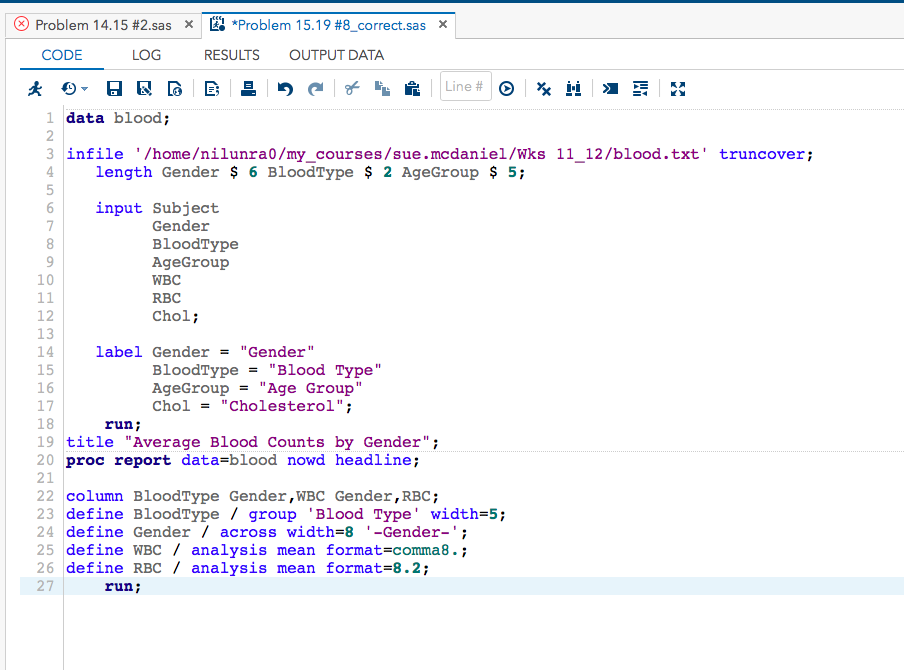 Problem 14.15 #2.sas × *Problem 15.19 #8_correct.sas ×
CODE LOG RESULTS OUTPUT DATA
Line #
1 data blood;
2
3 infile '/home/nilunra0/my_courses/sue.mcdaniel/Wks 11_12/blood.txt' truncover;
4 length Gender $ 6 BloodType $ 2 AgeGroup $ 5;
5
6 input Subject
7 Gender
8 BloodType
9 AgeGroup
10 WBC
11 RBC
12 Chol;
13
14 label Gender = "Gender"
15 BloodType = "Blood Type"
16 AgeGroup = "Age Group"
17 Chol = "Cholesterol";
18 run;
19 title "Average Blood Counts by Gender";
20 proc report data=blood nowd headline;
21
22 column BloodType Gender,WBC Gender,RBC;
23 define BloodType / group 'Blood Type' width=5;
24 define Gender / across width=8 '-Gender-';
25 define WBC / analysis mean format=comma8.;
26 define RBC / analysis mean format=8.2;
27 run;